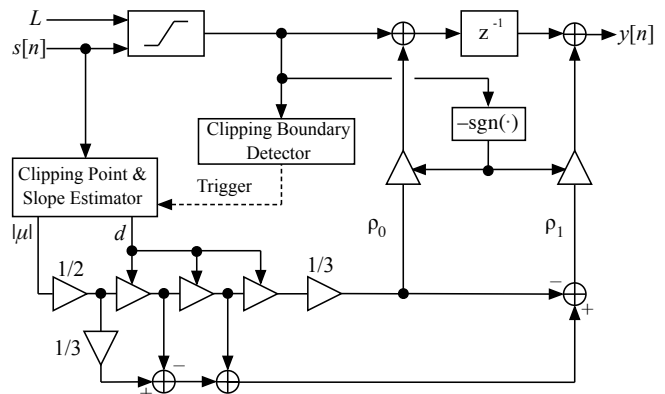 L
s[n]
z⁻¹
y[n]
–sgn(·)
Clipping Boundary
Detector
Clipping Point &
Slope Estimator
Trigger
|μ|
d
ρ₀
ρ₁
1/2
1/3
1/3
–
+
–
+